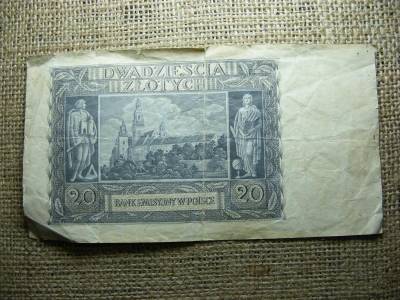 DWADZIEŚCIA
ZŁOTYCH
20 20
BANK EMISYJNY W POLSCE